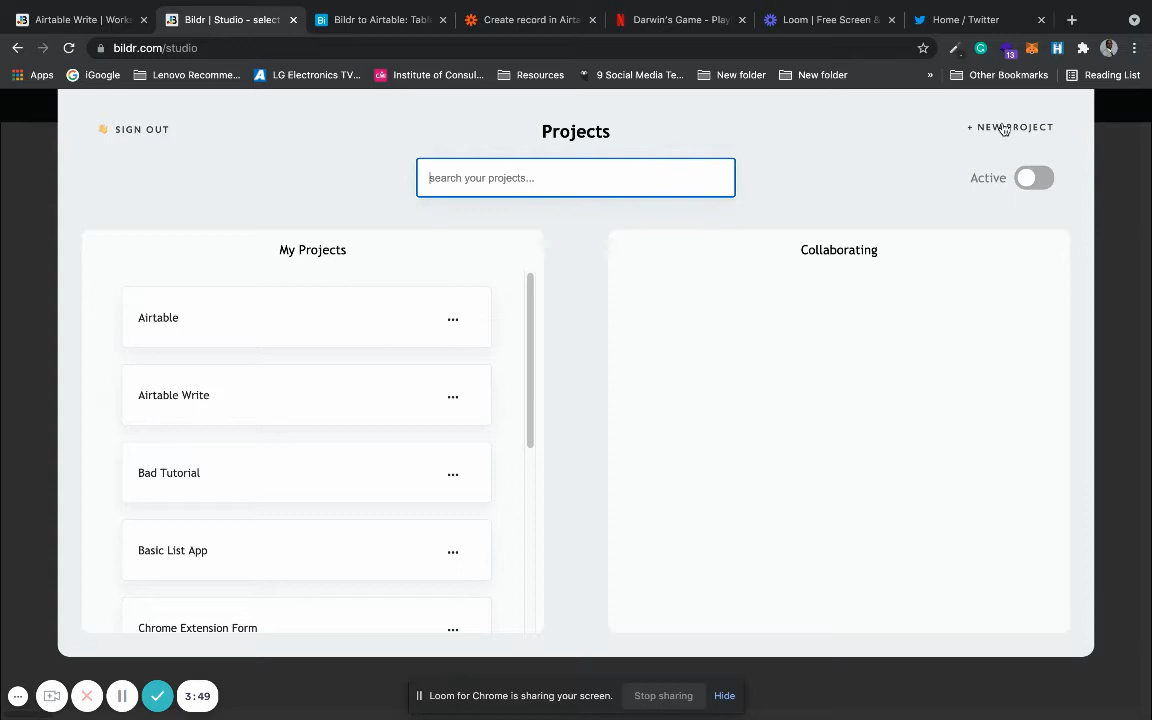 Airtable Write | Works
Bildr | Studio - select
Bildr to Airtable: Tabl
Create record in Airta
Darwin's Game - Play
Loom | Free Screen &
Home / Twitter
bildr.com/studio
13
Apps
iGoogle
Lenovo Recomme...
LG Electronics TV...
Institute of Consul...
Resources
9 Social Media Te...
New folder
New folder
»
Other Bookmarks
Reading List
SIGN OUT
Projects
+ NEW PROJECT
search your projects...
Active
My Projects
Collaborating
Airtable
...
Airtable Write
...
Bad Tutorial
...
Basic List App
...
Chrome Extension Form
...
3:49
Loom for Chrome is sharing your screen.
Stop sharing
Hide